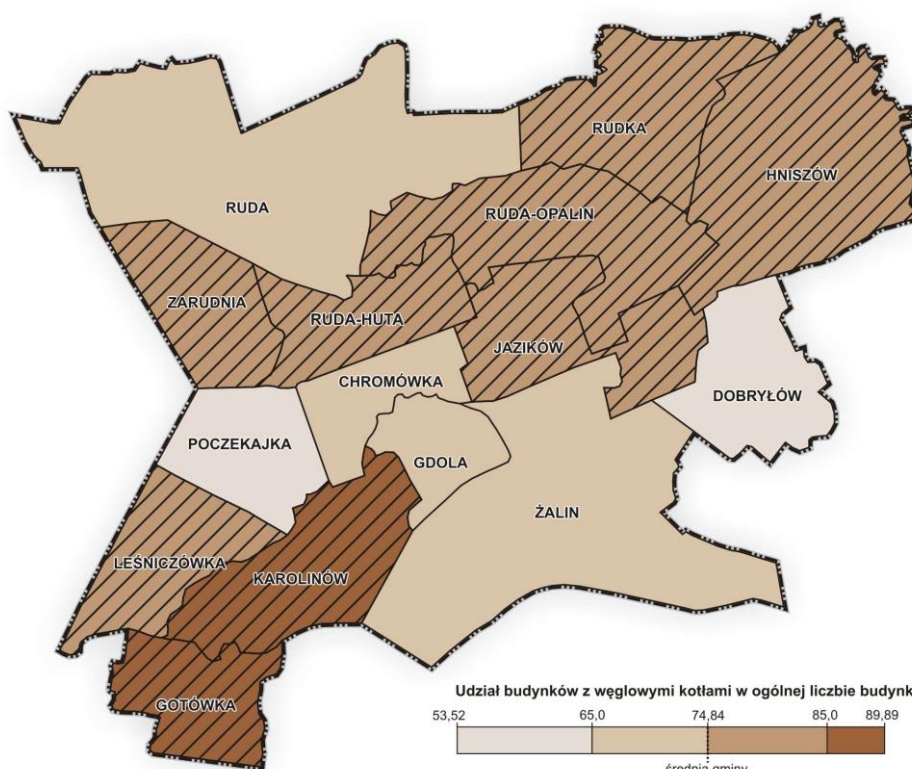 RUDKA
HNISZÓW
RUDA
RUDA-OPALIN
ZARUDNIA
RUDA-HUTA
JAZIKÓW
CHROMÓWKA
DOBRYŁÓW
POCZEKAJKA
GDOLA
ŻALIN
LEŚNICZÓWKA
KAROLINÓW
GOTÓWKA
Udział budynków z węglowymi kotłami w ogólnej liczbie budynk
53,52 65,0 74,84 85,0 89,89
średnia gminy